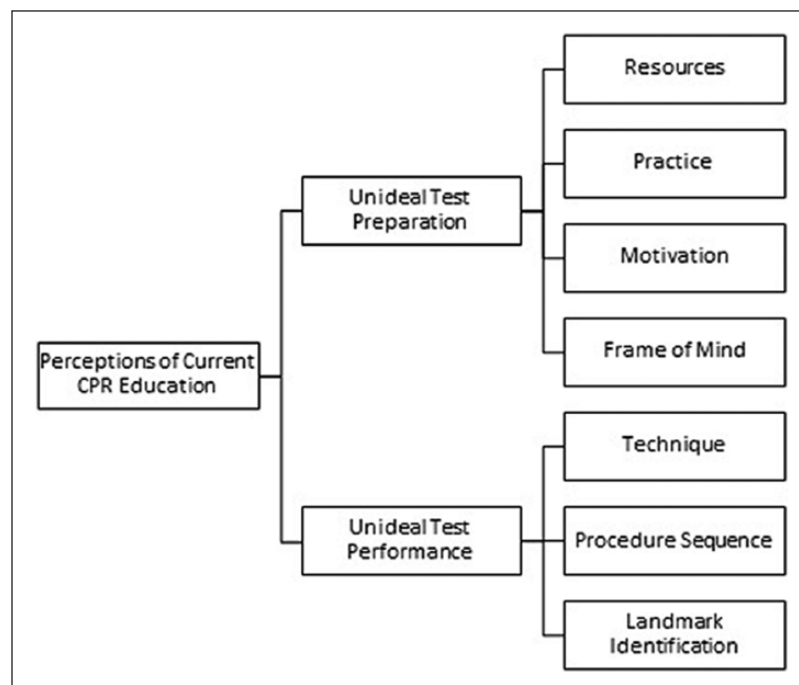 Resources
Practice
Unideal Test
Preparation
Motivation
Frame of Mind
Perceptions of Current
CPR Education
Technique
Unideal Test
Performance
Procedure Sequence
Landmark
Identification